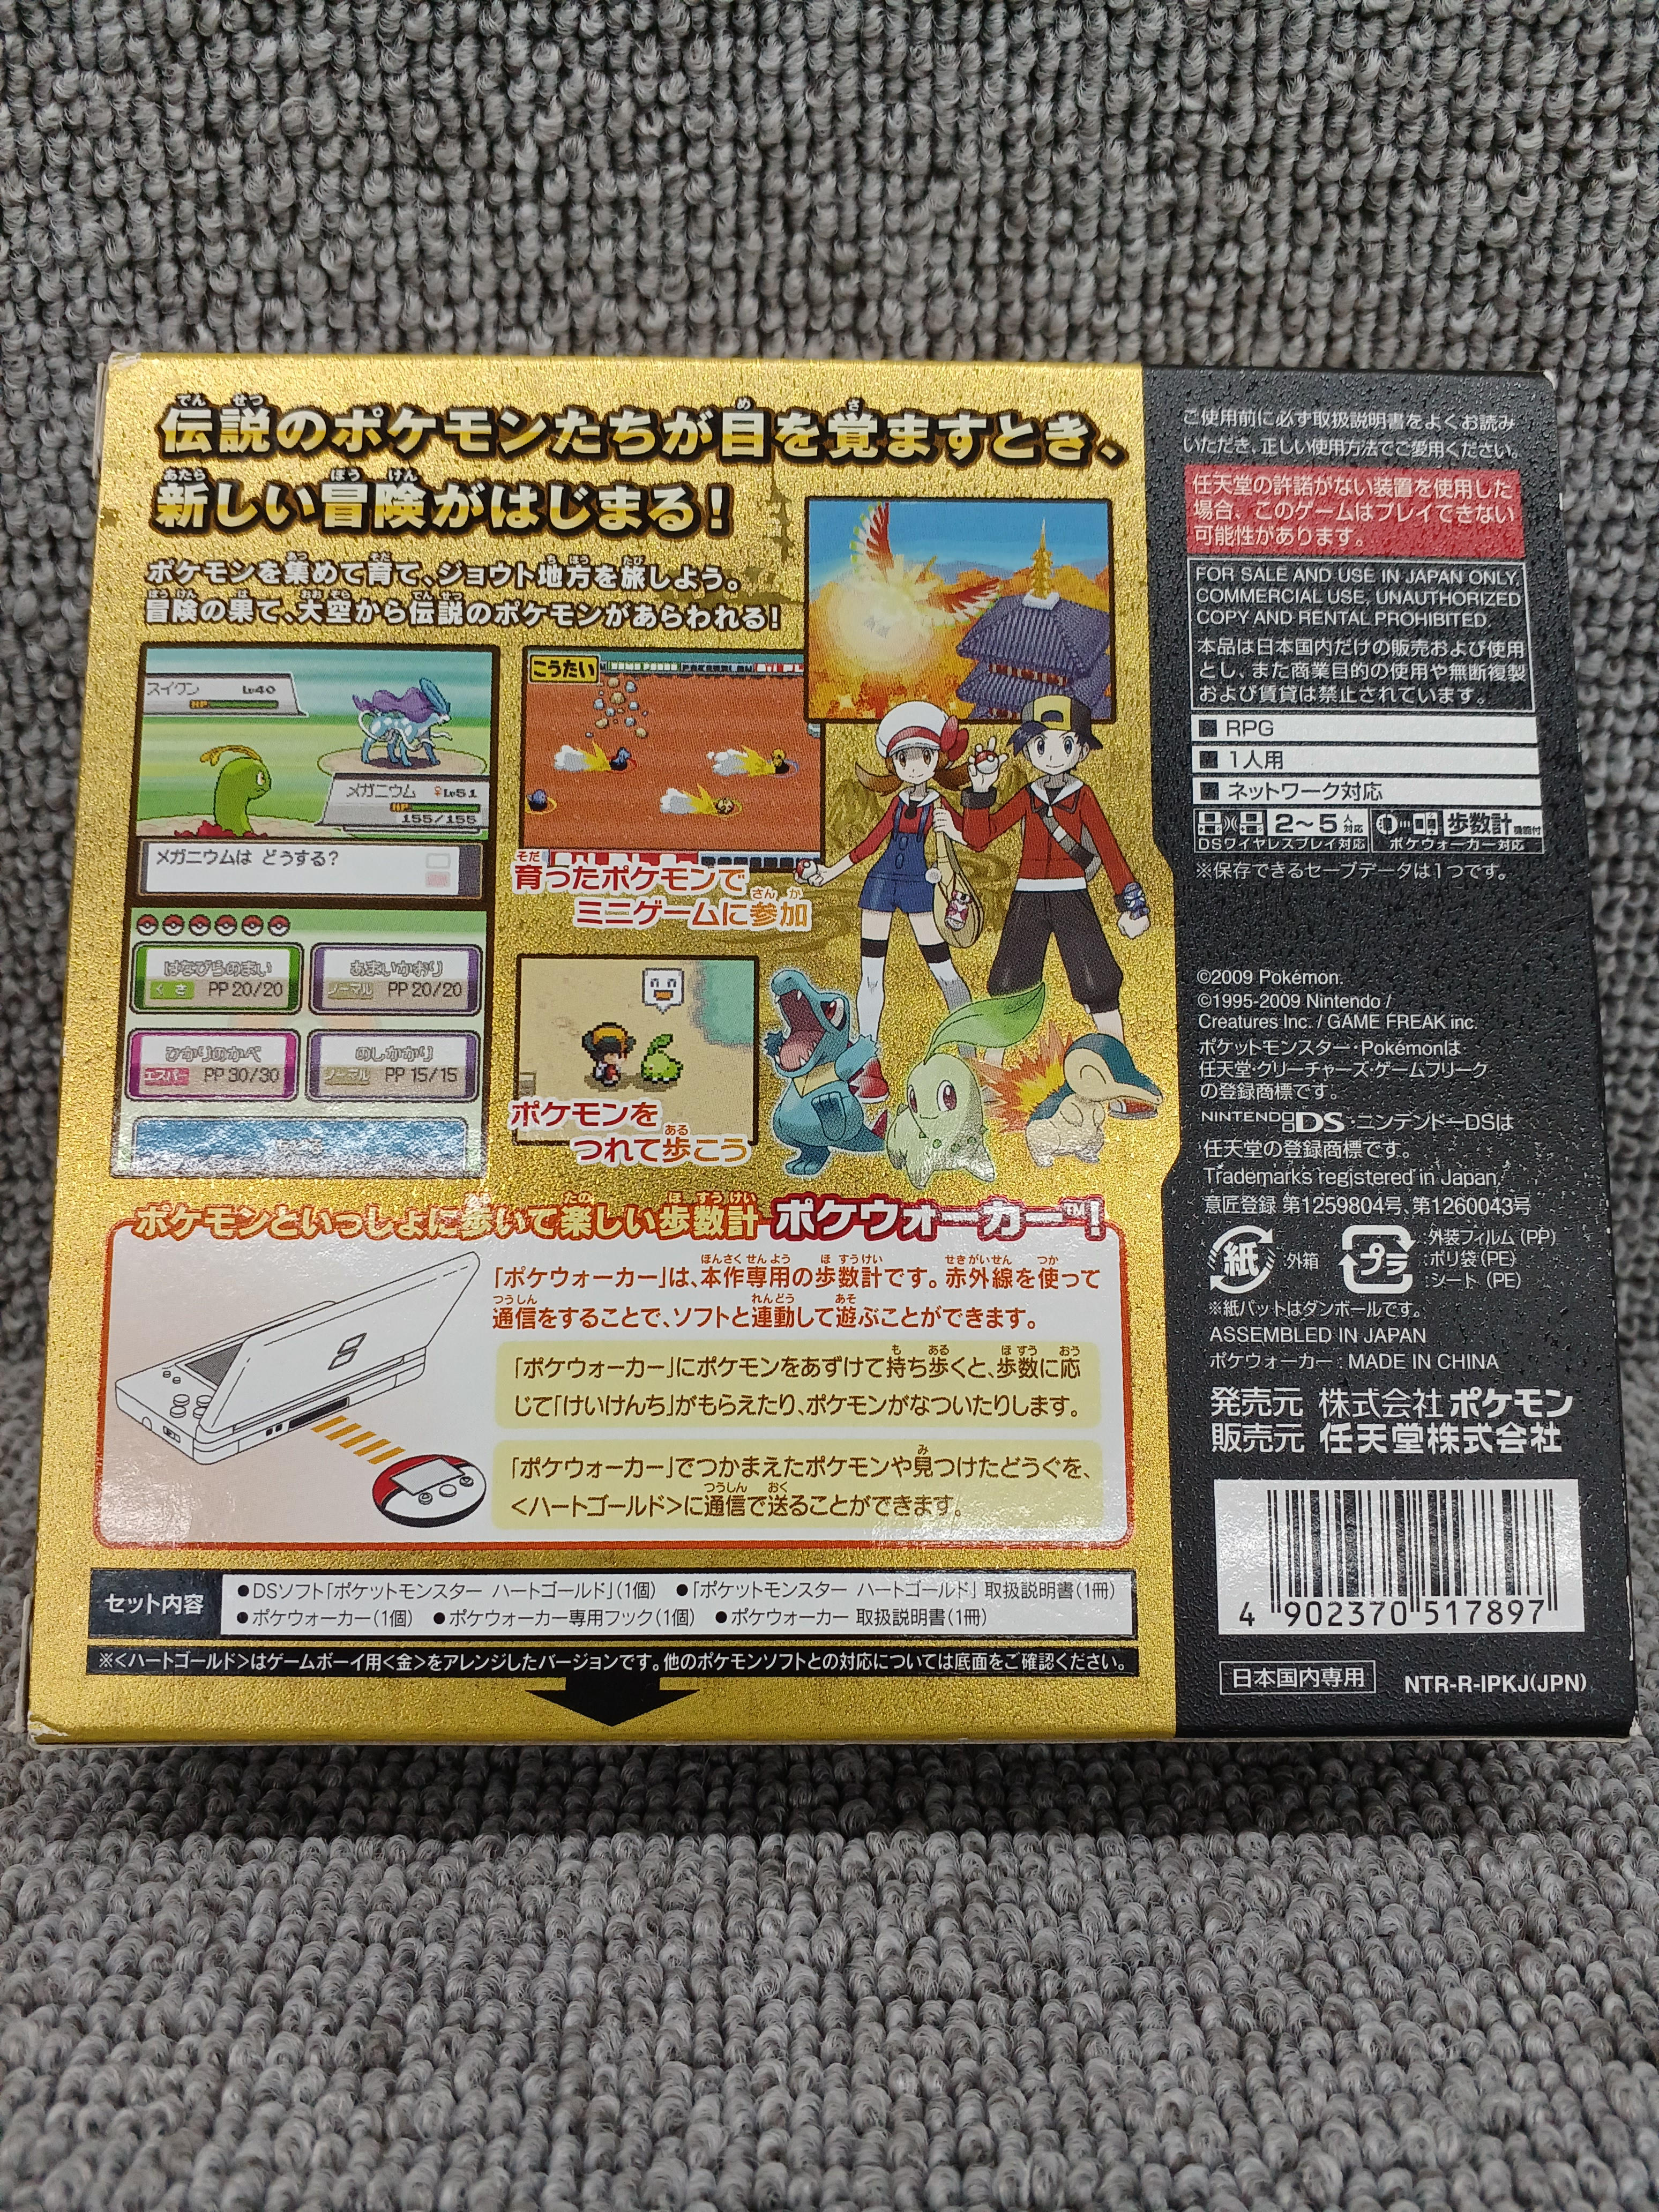 伝説のポケモンたちが目を覚ますとき、
新しい冒険がはじまる!
ポケモンを集めて育て、ジョウト地方を旅しよう。
冒険の果て、大空から伝説のポケモンがあらわれる!
スイクン Lv40
HP
メガニウム ♀Lv51
HP
155/155
メガニウムは どうする?
はなびらのまい
くさ PP 20/20
あまいかおり
ノーマル PP 20/20
ひかりのかべ
エスパー PP 30/30
のしかかり
ノーマル PP 15/15
こうたい
育ったポケモンで
ミニゲームに参加
ポケモンを
つれて歩こう
ポケモンといっしょに歩いて楽しい歩数計 ポケウォーカー™!
「ポケウォーカー」は、本作専用の歩数計です。赤外線を使って
通信をすることで、ソフトと連動して遊ぶことができます。
「ポケウォーカー」にポケモンをあずけて持ち歩くと、歩数に応
じて「けいけんち」がもらえたり、ポケモンがなついたりします。
「ポケウォーカー」でつかまえたポケモンや見つけたどうぐを、
<ハートゴールド>に通信で送ることができます。
セット内容
●DSソフト「ポケットモンスター ハートゴールド」(1個) ●「ポケットモンスター ハートゴールド」 取扱説明書(1冊)
●ポケウォーカー(1個) ●ポケウォーカー専用フック(1個) ●ポケウォーカー 取扱説明書(1冊)
※<ハートゴールド>はゲームボーイ用<金>をアレンジしたバージョンです。他のポケモンソフトとの対応については底面をご確認ください。
ご使用前に必ず取扱説明書をよくお読み
いただき、正しい使用方法でご愛用ください。
任天堂の許諾がない装置を使用した
場合、このゲームはプレイできない
可能性があります。
FOR SALE AND USE IN JAPAN ONLY.
COMMERCIAL USE, UNAUTHORIZED
COPY AND RENTAL PROHIBITED.
本品は日本国内だけの販売および使用
とし、また商業目的の使用や無断複製
および賃貸は禁止されています。
■ RPG
■ 1人用
■ ネットワーク対応
2~5人対応
DSワイヤレスプレイ対応
歩数計機能付
ポケウォーカー対応
※保存できるセーブデータは1つです。
©2009 Pokémon.
©1995-2009 Nintendo /
Creatures Inc. / GAME FREAK inc.
ポケットモンスター・Pokémonは
任天堂・クリーチャーズ・ゲームフリーク
の登録商標です。
NINTENDO DS・ニンテンドーDSは
任天堂の登録商標です。
Trademarks registered in Japan
意匠登録 第1259804号、第1260043号
紙 外箱
プラ
:外装フィルム(PP)
:ポリ袋(PE)
:シート(PE)
※紙パットはダンボールです。
ASSEMBLED IN JAPAN
ポケウォーカー : MADE IN CHINA
発売元 株式会社ポケモン
販売元 任天堂株式会社
4 902370 517897
日本国内専用
NTR-R-IPKJ(JPN)